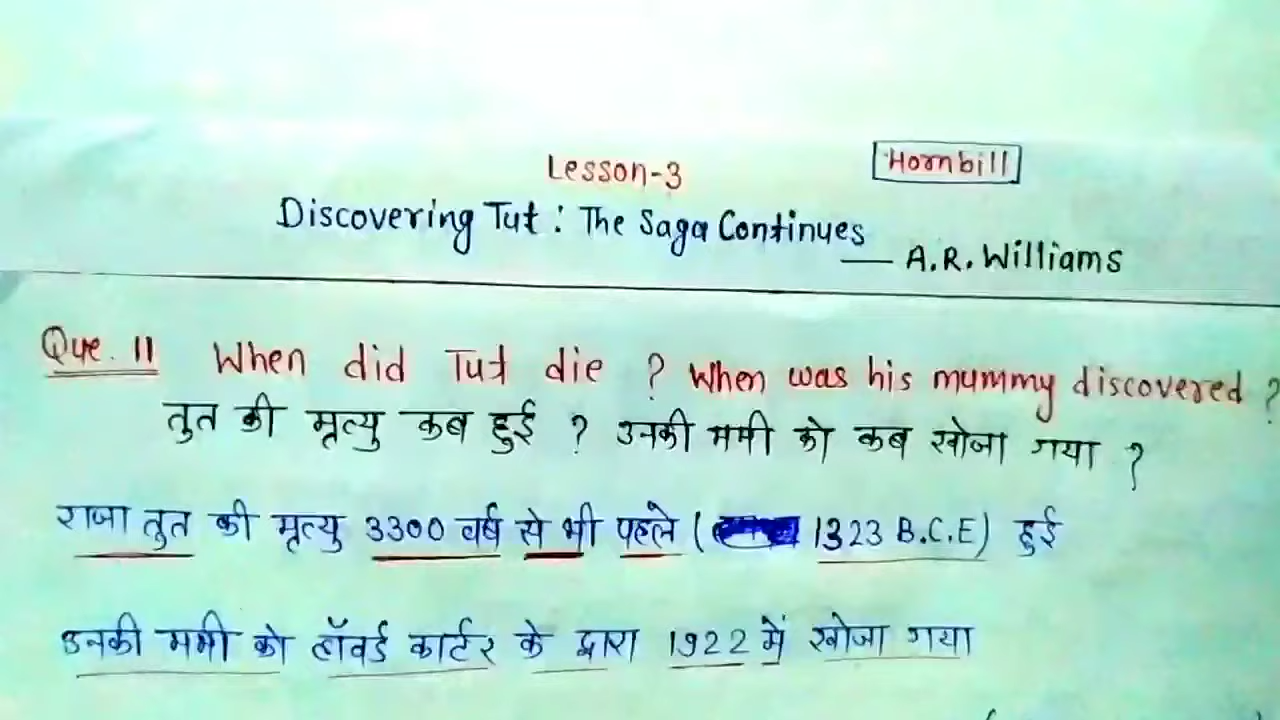 Lesson-3
Hornbill
Discovering Tut : The Saga Continues
— A.R. Williams
Que. 11 When did Tut die ? When was his mummy discovered ?
तुत की मृत्यु कब हुई ? उनकी ममी को कब खोजा गया ?
राजा तुत की मृत्यु 3300 वर्ष से भी पहले ( 1323 B.C.E) हुई
उनकी ममी को हॉवर्ड कार्टर के द्वारा 1922 में खोजा गया